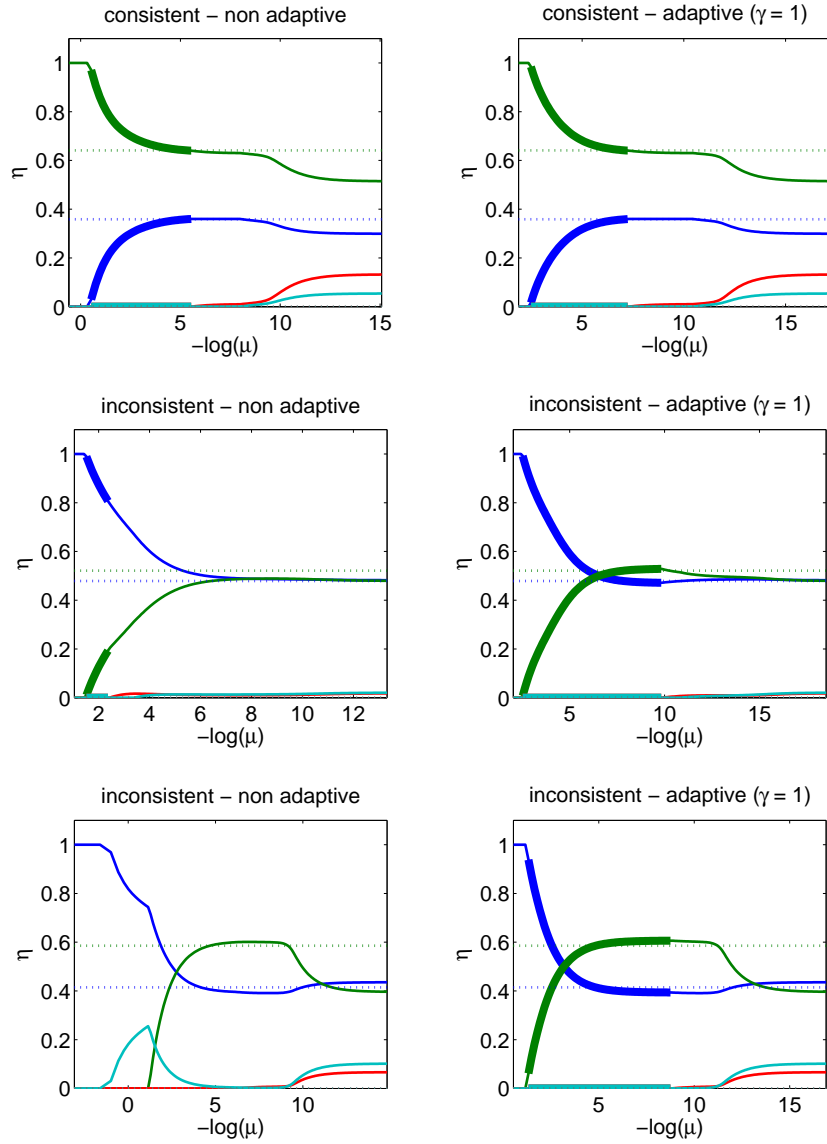 consistent − non adaptive
1
0.8
0.6
0.4
0.2
0
η
0 5 10 15
−log(μ)
consistent − adaptive (γ = 1)
1
0.8
0.6
0.4
0.2
0
η
5 10 15
−log(μ)
inconsistent − non adaptive
1
0.8
0.6
0.4
0.2
0
η
2 4 6 8 10 12
−log(μ)
inconsistent − adaptive (γ = 1)
1
0.8
0.6
0.4
0.2
0
η
5 10 15
−log(μ)
inconsistent − non adaptive
1
0.8
0.6
0.4
0.2
0
η
0 5 10
−log(μ)
inconsistent − adaptive (γ = 1)
1
0.8
0.6
0.4
0.2
0
η
5 10 15
−log(μ)